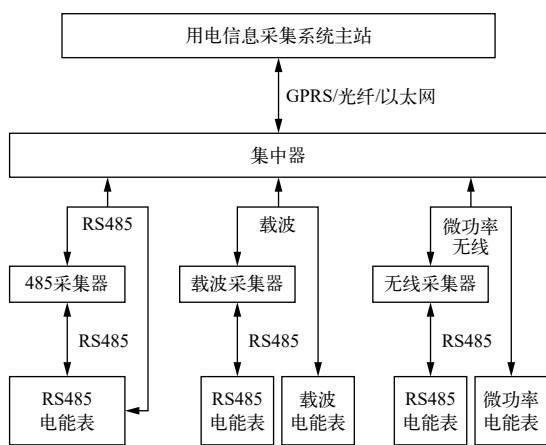 用电信息采集系统主站
GPRS/光纤/以太网
集中器
RS485
载波
微功率
无线
485采集器
载波采集器
无线采集器
RS485
RS485
RS485
RS485
电能表
RS485
电能表
载波
电能表
RS485
电能表
微功率
电能表